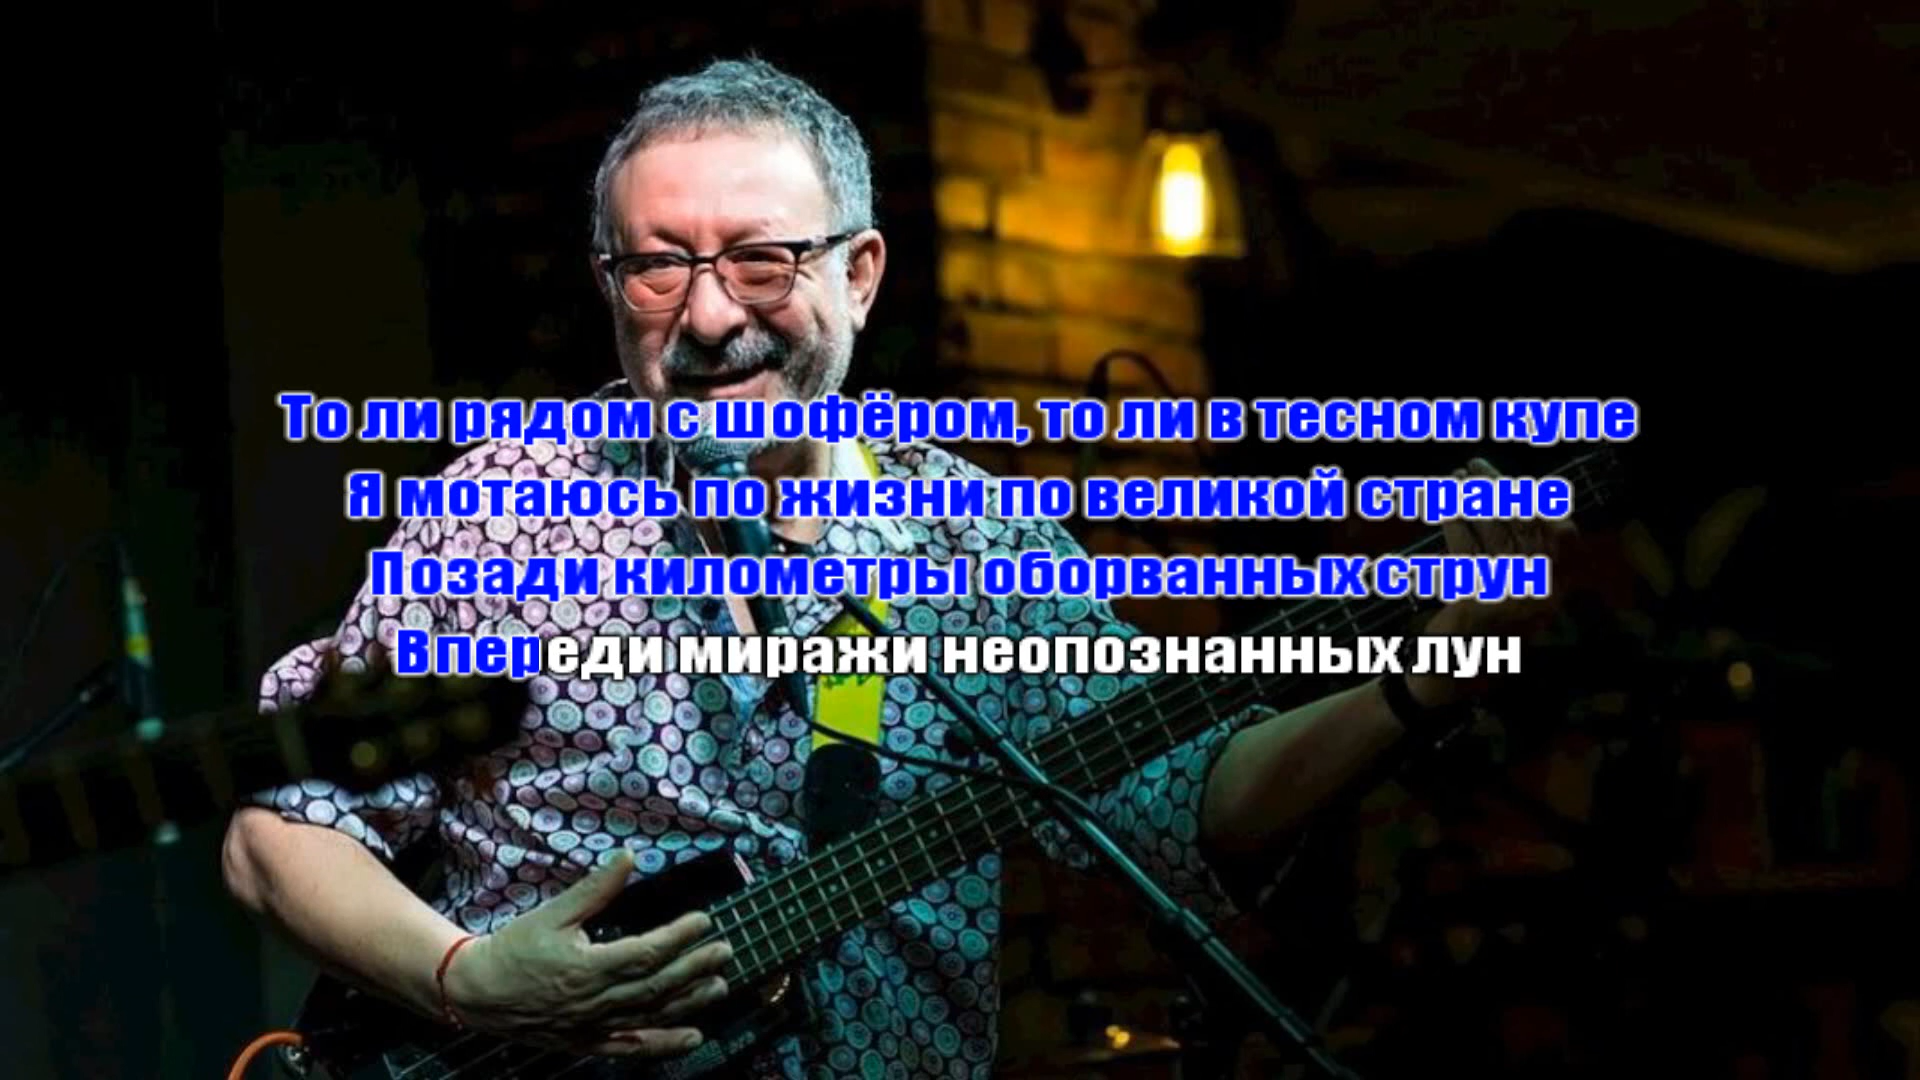 То ли рядом с шофёром, то ли в тесном купе
Я мотаюсь по жизни по великой стране
Позади километры оборванных струн
Впереди миражи неопознанных лун